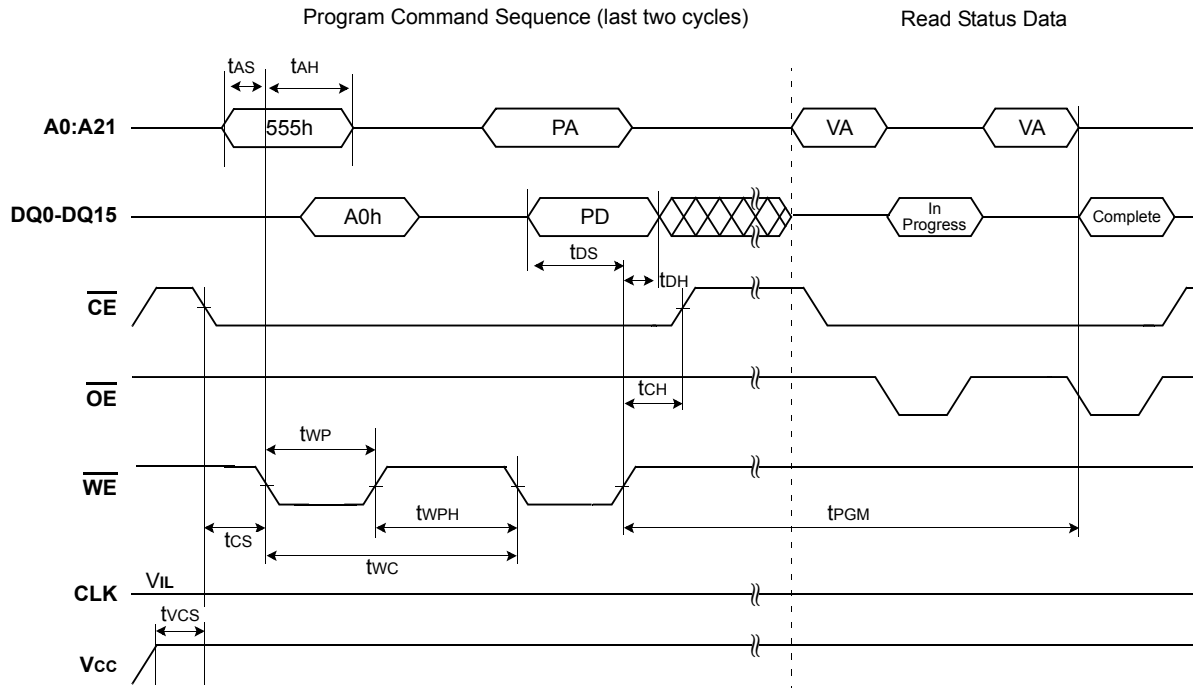 Program Command Sequence (last two cycles)
Read Status Data
tAS
tAH
A0:A21
555h
PA
VA
VA
DQ0-DQ15
A0h
PD
In
Progress
Complete
tDS
tDH
CE
OE
tCH
tWP
WE
tWPH
tPGM
tCS
tWC
CLK
VIL
tVCS
Vcc